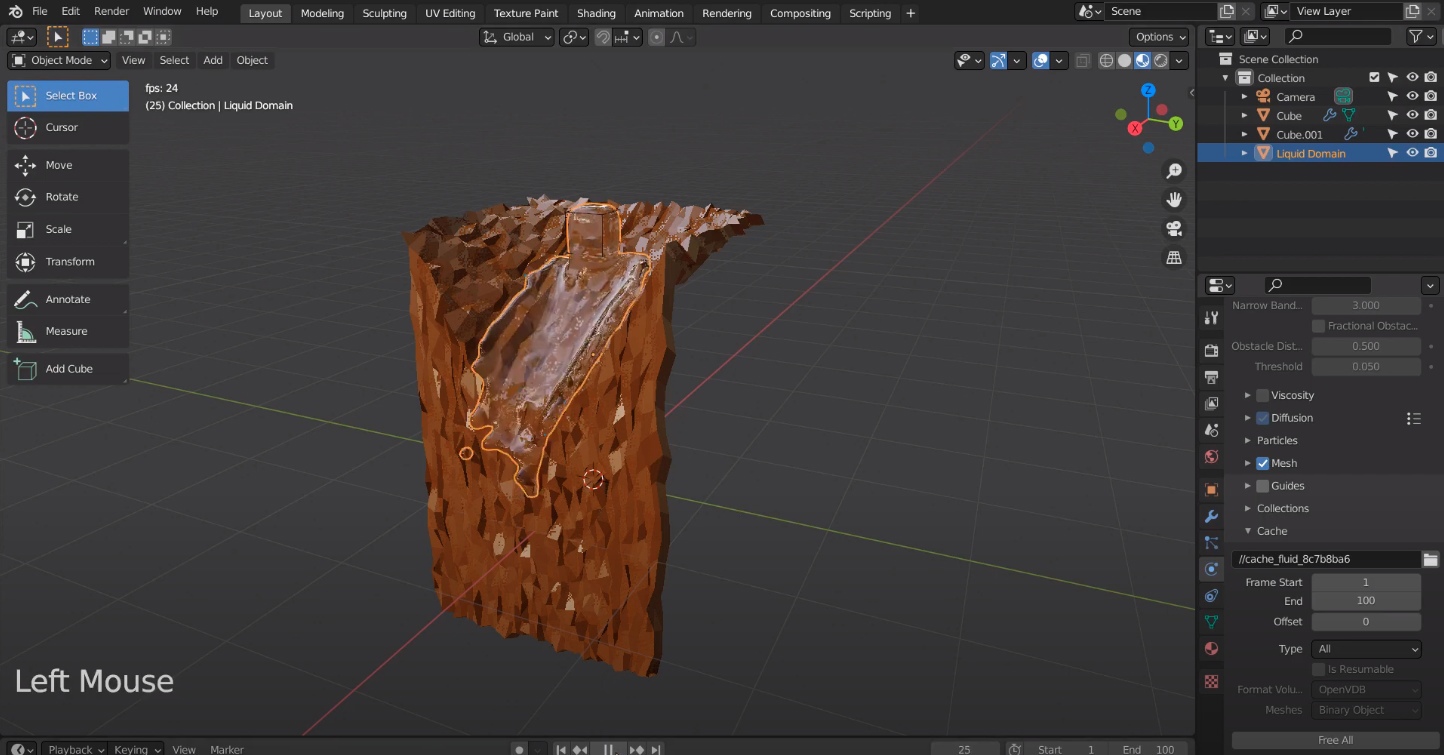 File Edit Render Window Help Layout Modeling Sculpting UV Editing Texture Paint Shading Animation Rendering Compositing Scripting + Scene View Layer
Global Options
Object Mode View Select Add Object
Select Box
Cursor
Move
Rotate
Scale
Transform
Annotate
Measure
Add Cube
fps: 24
(25) Collection | Liquid Domain
Z
X
Y
Left Mouse
Scene Collection
Collection
Camera
Cube
Cube.001
Liquid Domain
Narrow Band... 3.000
Fractional Obstac...
Obstacle Dist... 0.500
Threshold 0.050
Viscosity
Diffusion
Particles
Mesh
Guides
Collections
Cache
//cache_fluid_8c7b8ba6
Frame Start 1
End 100
Offset 0
Type All
Is Resumable
Format Volu... OpenVDB
Meshes Binary Object
Free All
Playback Keying View Marker 25 Start 1 End 100